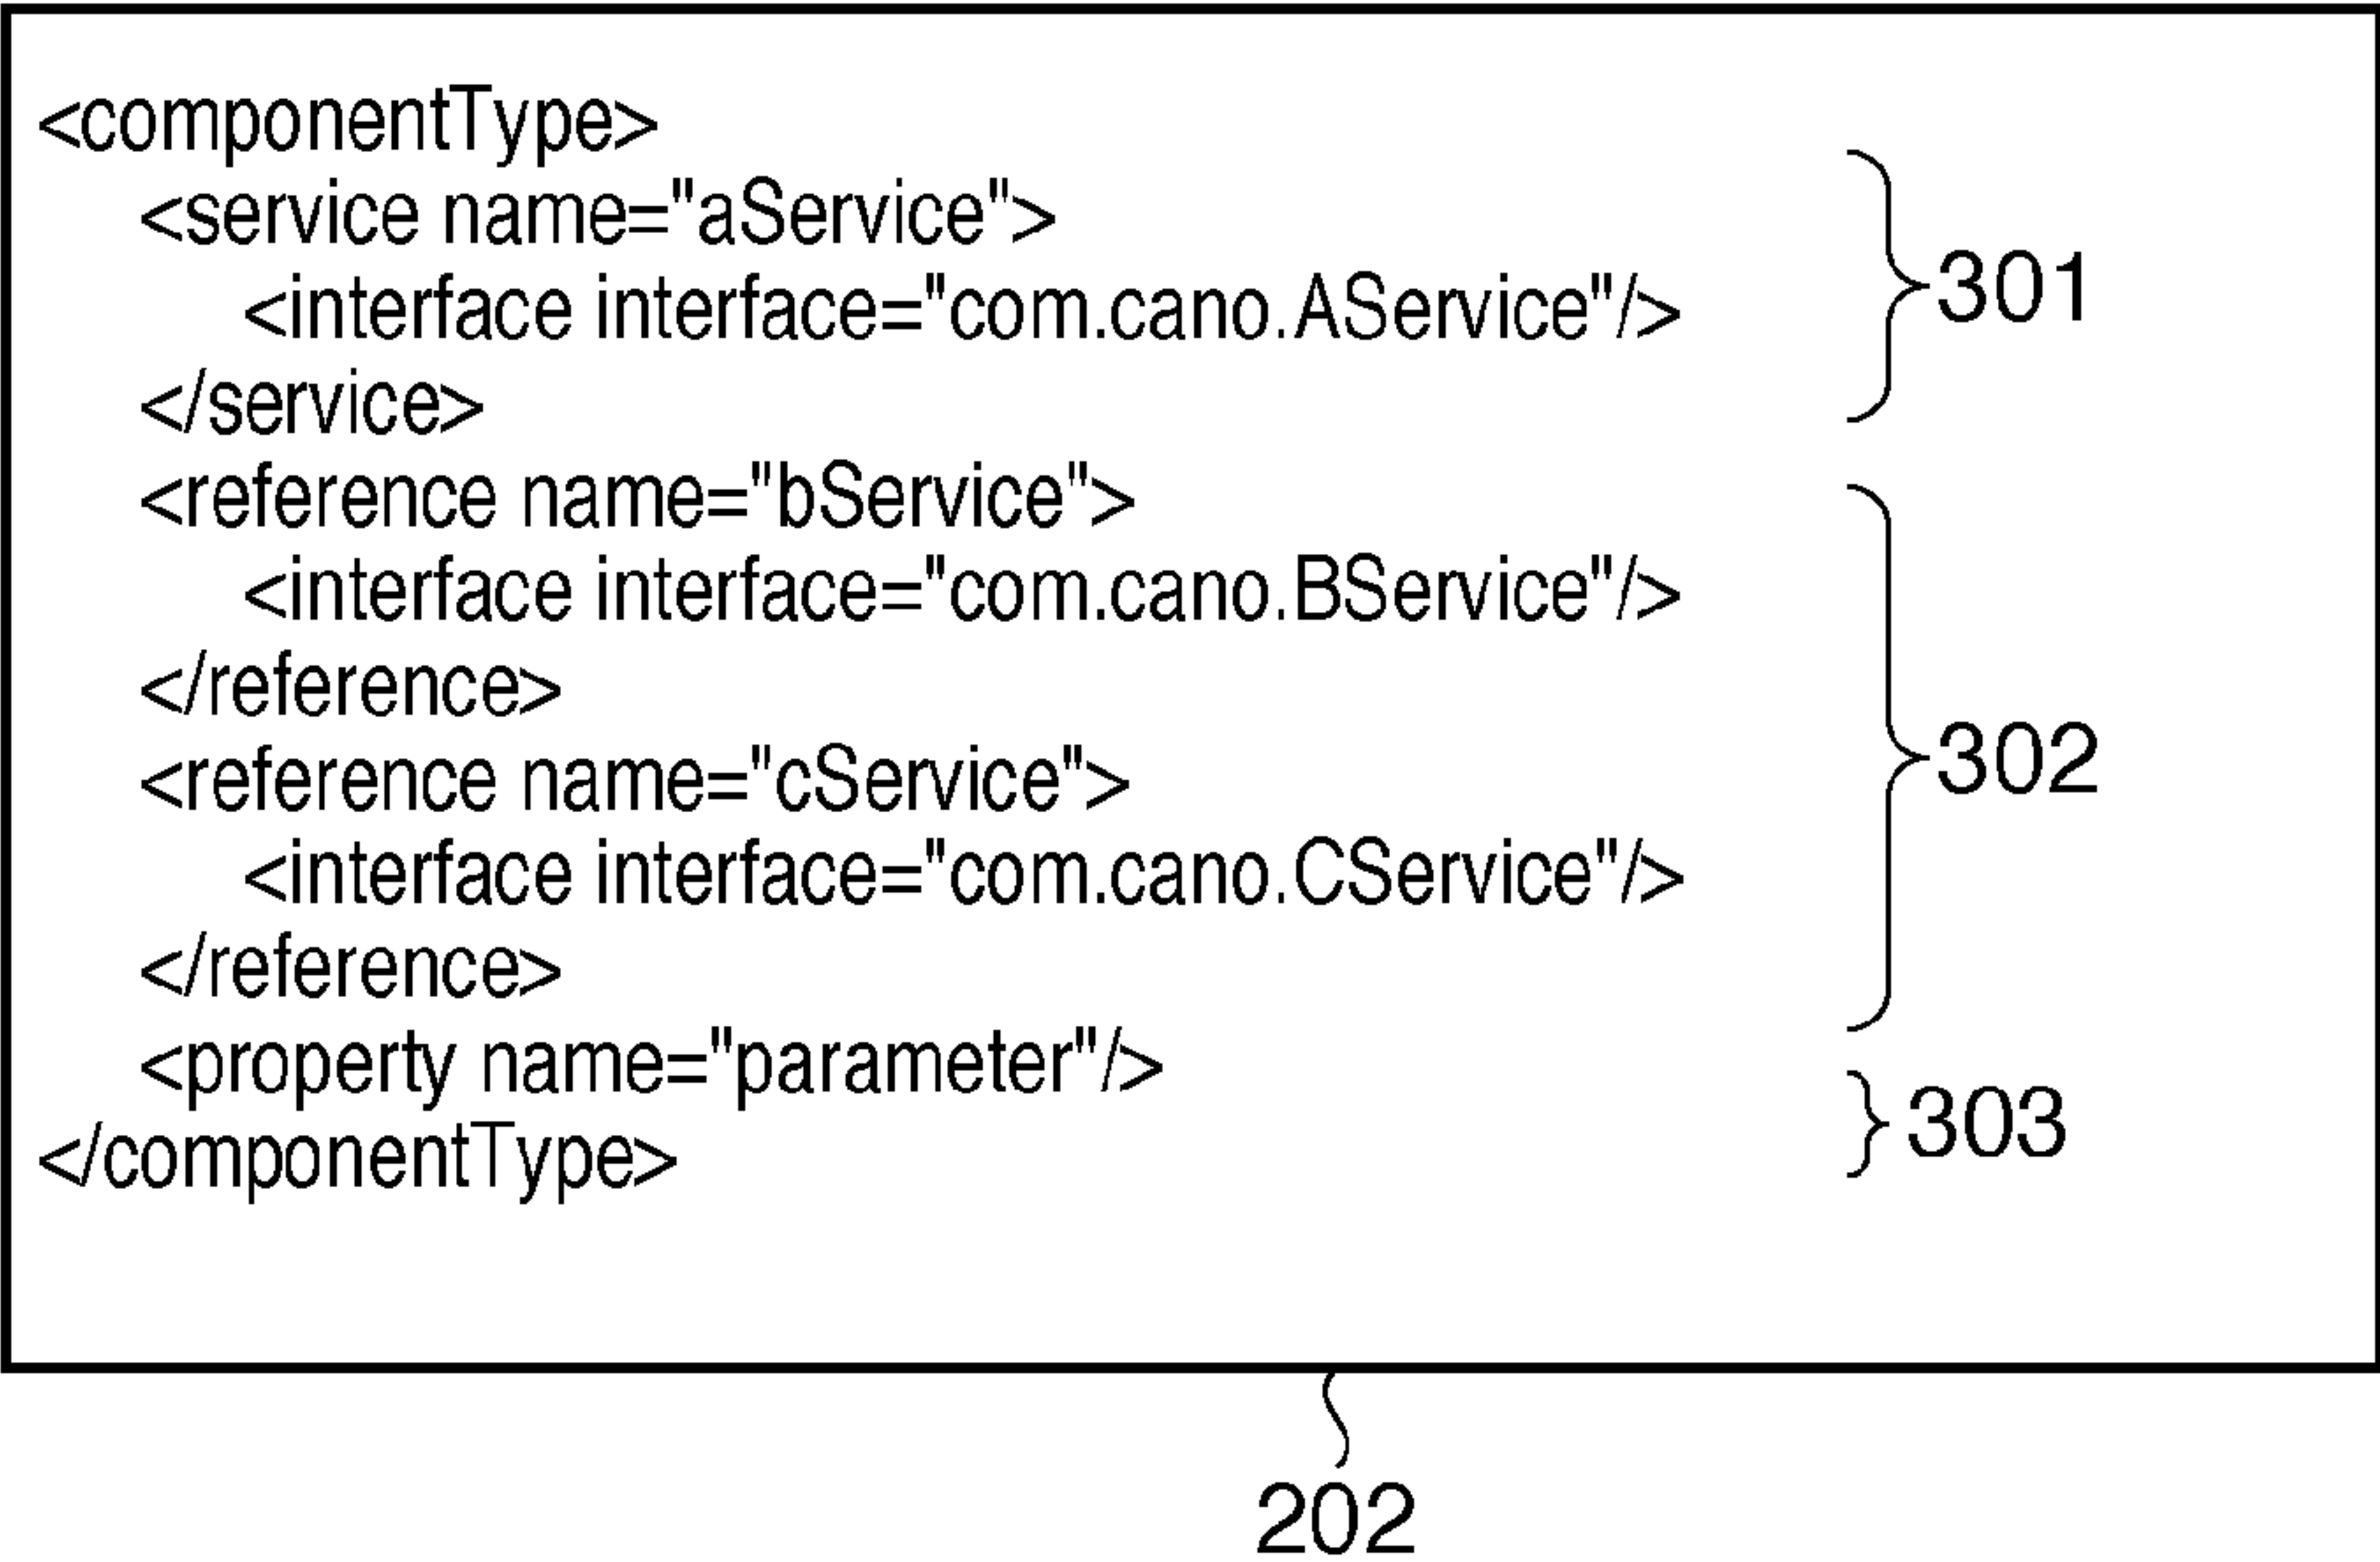 <componentType>
<service name="aService">
<interface interface="com.cano.AService"/>
</service>
301
<reference name="bService">
<interface interface="com.cano.BService"/>
</reference>
<reference name="cService">
<interface interface="com.cano.CService"/>
</reference>
302
<property name="parameter"/>
303
</componentType>
202